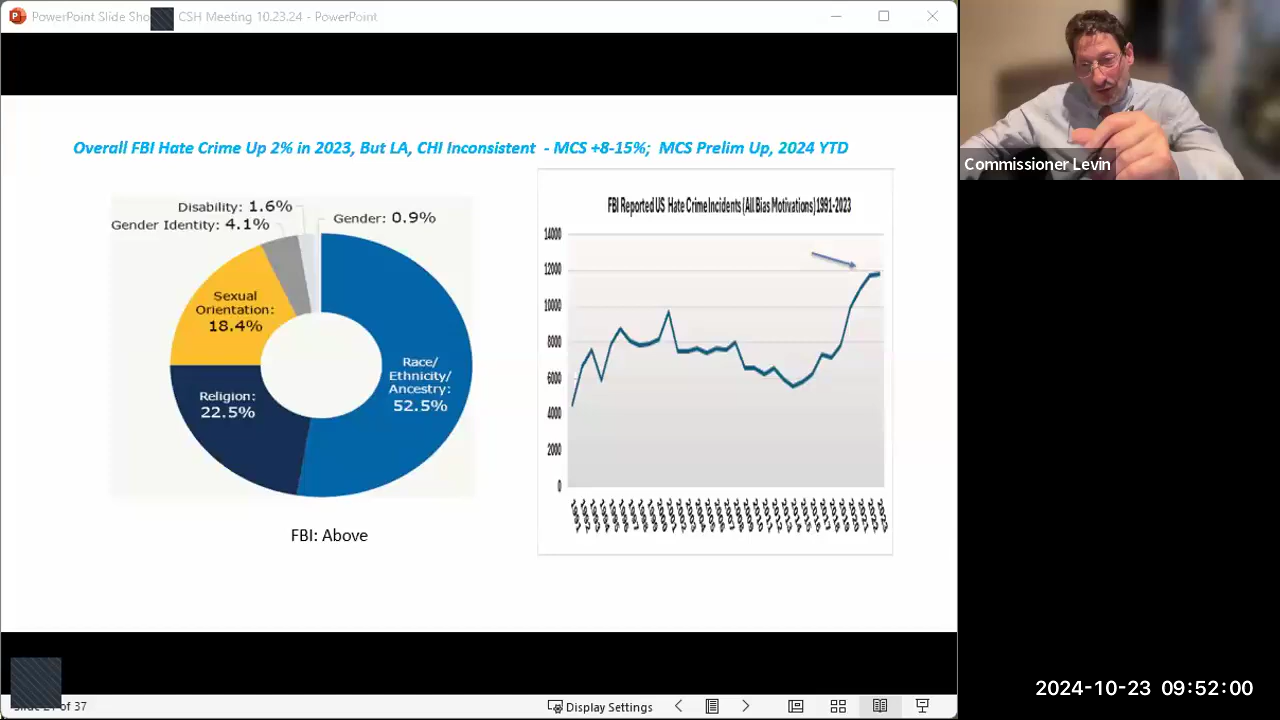 PowerPoint Slide Sho
CSH Meeting 10.23.24 - PowerPoint
Commissioner Levin
Overall FBI Hate Crime Up 2% in 2023, But LA, CHI Inconsistent - MCS +8-15%; MCS Prelim Up, 2024 YTD
Disability: 1.6%
Gender Identity: 4.1%
Gender: 0.9%
Sexual
Orientation:
18.4%
Religion:
22.5%
Race/
Ethnicity/
Ancestry:
52.5%
FBI: Above
FBI Reported US Hate Crime Incidents (All Bias Motivations) 1991-2023
14000
12000
10000
8000
6000
4000
2000
0
of 37
Display Settings
2024-10-23 09:52:00